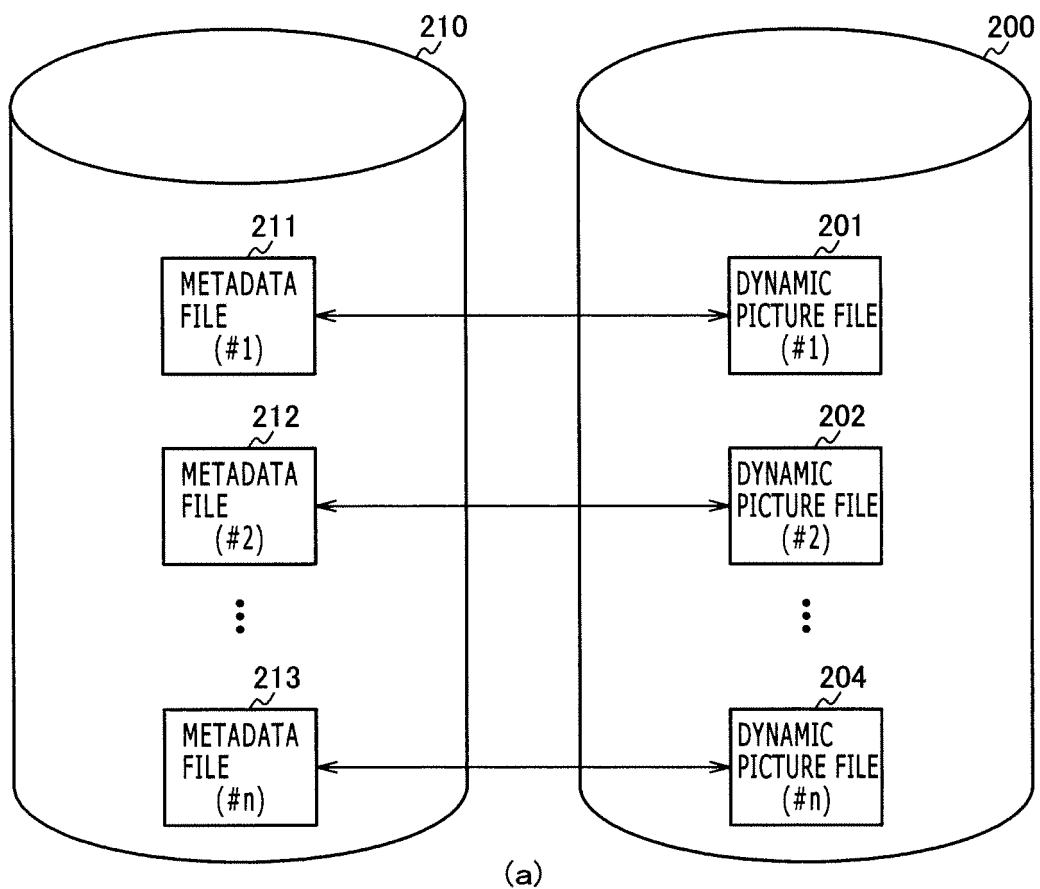 210
200
211
201
METADATA
FILE
(#1)
DYNAMIC
PICTURE FILE
(#1)
212
202
METADATA
FILE
(#2)
DYNAMIC
PICTURE FILE
(#2)
213
204
METADATA
FILE
(#n)
DYNAMIC
PICTURE FILE
(#n)
(a)